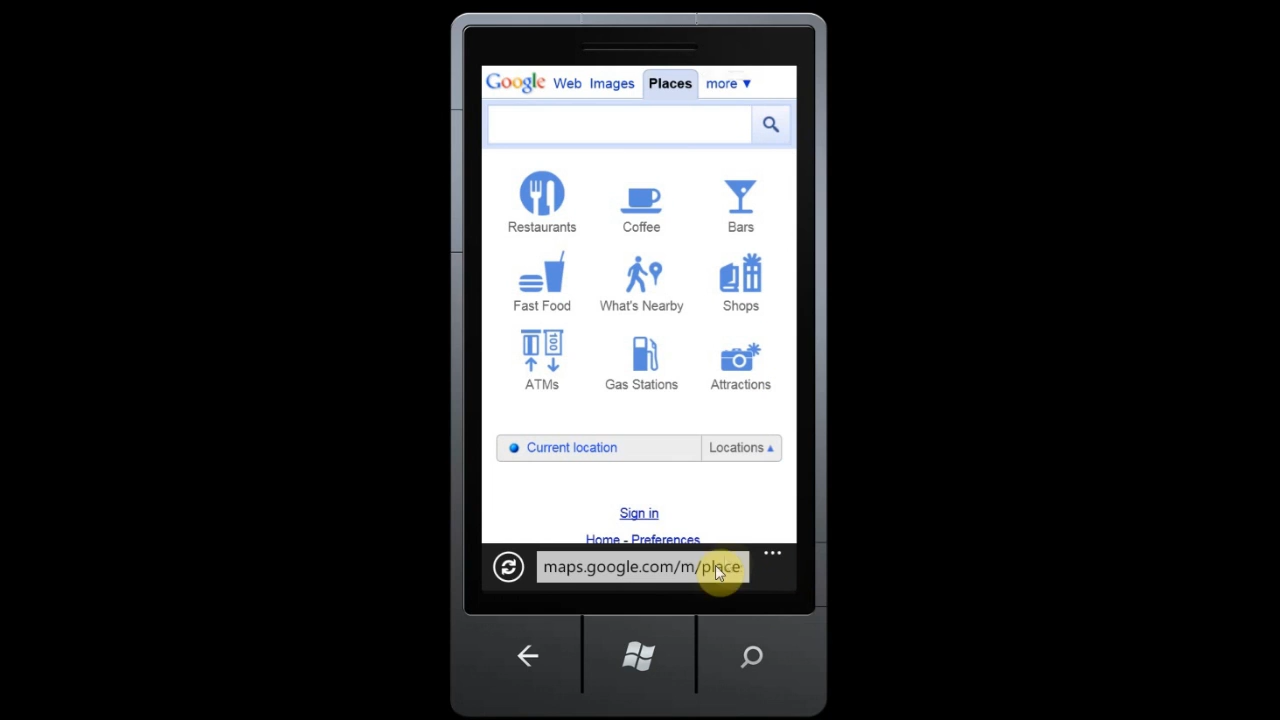 Google Web Images Places more ▼
Restaurants Coffee Bars
Fast Food What's Nearby Shops
100
ATMs Gas Stations Attractions
Current location Locations ▲
Sign in
Home - Preferences
maps.google.com/m/place ...